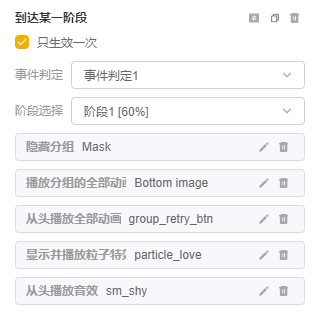 到达某一阶段
只生效一次
事件判定 事件判定1
阶段选择 阶段1 [60%]
隐藏分组 Mask
播放分组的全部动画 Bottom image
从头播放全部动画 group_retry_btn
显示并播放粒子特效 particle_love
从头播放音效 sm_shy